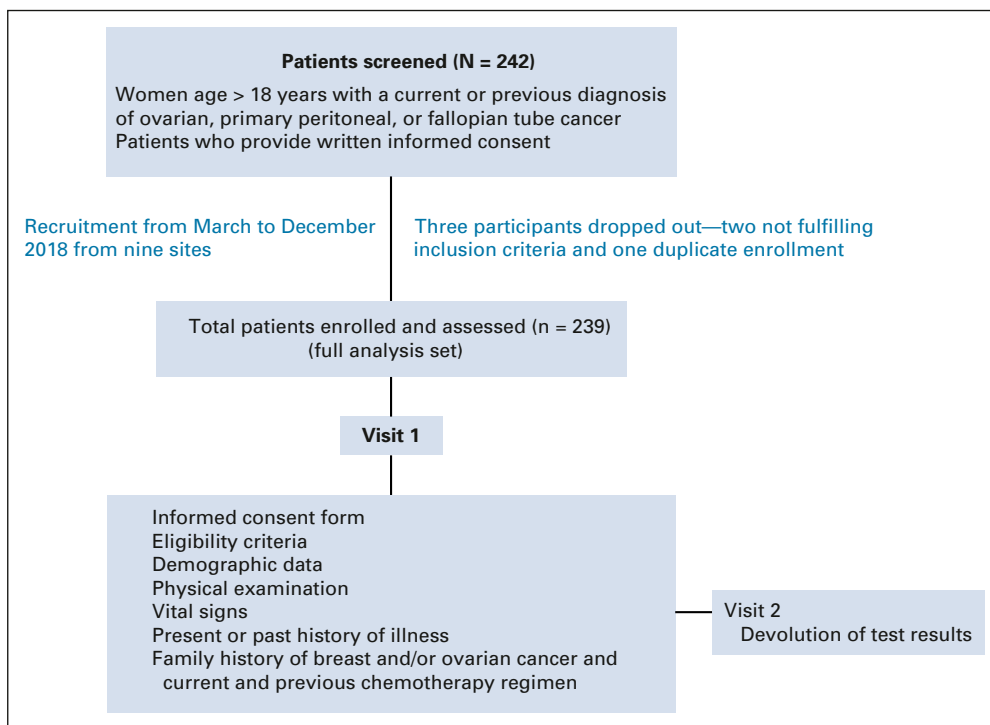 Patients screened (N = 242)
Women age > 18 years with a current or previous diagnosis
of ovarian, primary peritoneal, or fallopian tube cancer
Patients who provide written informed consent
Recruitment from March to December
2018 from nine sites
Three participants dropped out—two not fulfilling
inclusion criteria and one duplicate enrollment
Total patients enrolled and assessed (n = 239)
(full analysis set)
Visit 1
Informed consent form
Eligibility criteria
Demographic data
Physical examination
Vital signs
Present or past history of illness
Family history of breast and/or ovarian cancer and
current and previous chemotherapy regimen
Visit 2
Devolution of test results